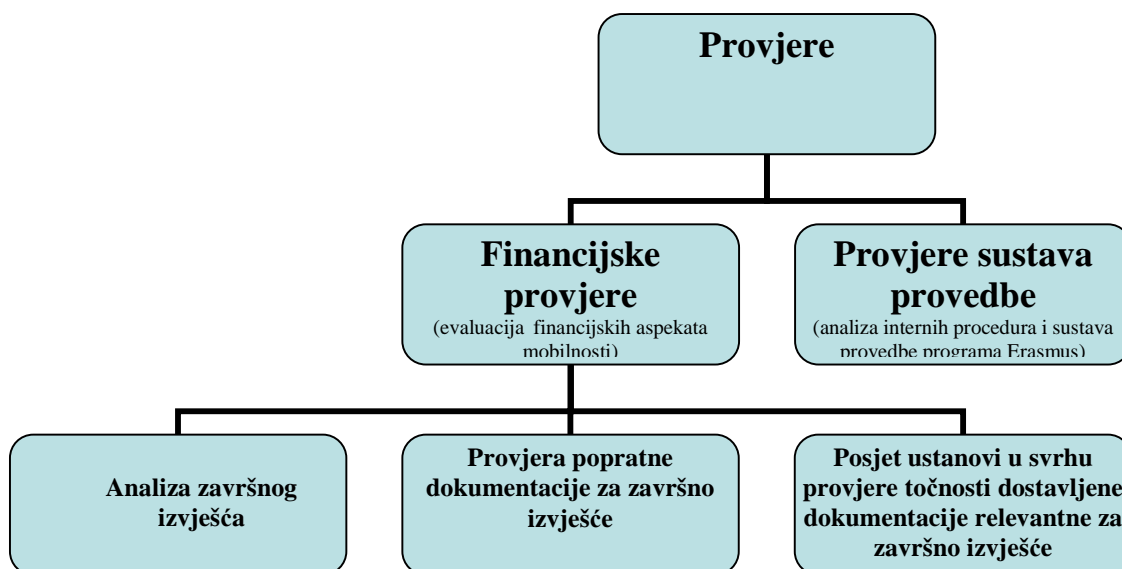 Provjere
Financijske
provjere
(evaluacija financijskih aspekata
mobilnosti)
Provjere sustava
provedbe
(analiza internih procedura i sustava
provedbe programa Erasmus)
Analiza završnog
izvješća
Provjera popratne
dokumentacije za završno
izvješće
Posjet ustanovi u svrhu
provjere točnosti dostavljene
dokumentacije relevantne za
završno izvješće